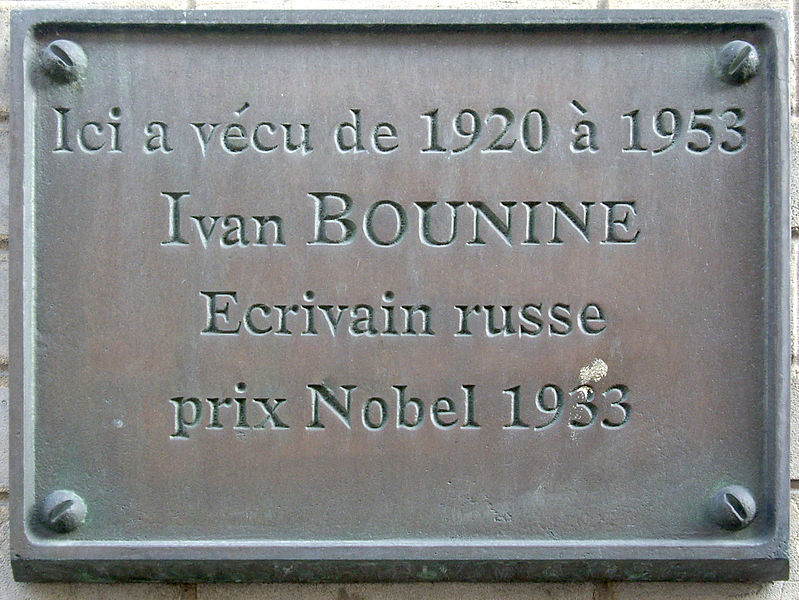 Ici a vécu de 1920 à 1953
Ivan BOUNINE
Ecrivain russe
prix Nobel 1933